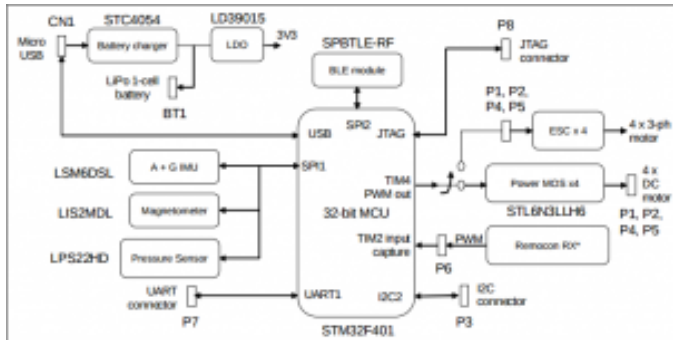 CN1
STC4054
LD39015
Micro
USB
Battery charger
LDO
3V3
LiPo 1-cell
battery
BT1
SPBTLE-RF
BLE module
P8
JTAG
connector
P1, P2,
P4, P5
ESC x 4
4 x 3-ph
motor
USB
SPI2
JTAG
SPI1
LSM6DSL
A + G IMU
LIS2MDL
Magnetometer
LPS22HD
Pressure Sensor
TIM4
PWM out
32-bit MCU
Power MOS x4
STL6N3LLH6
4 x
DC
motor
P1, P2,
P4, P5
TIM2 input
capture
PWM
P6
Remocon RX*
UART
connector
P7
UART1
I2C2
I2C
connector
P3
STM32F401